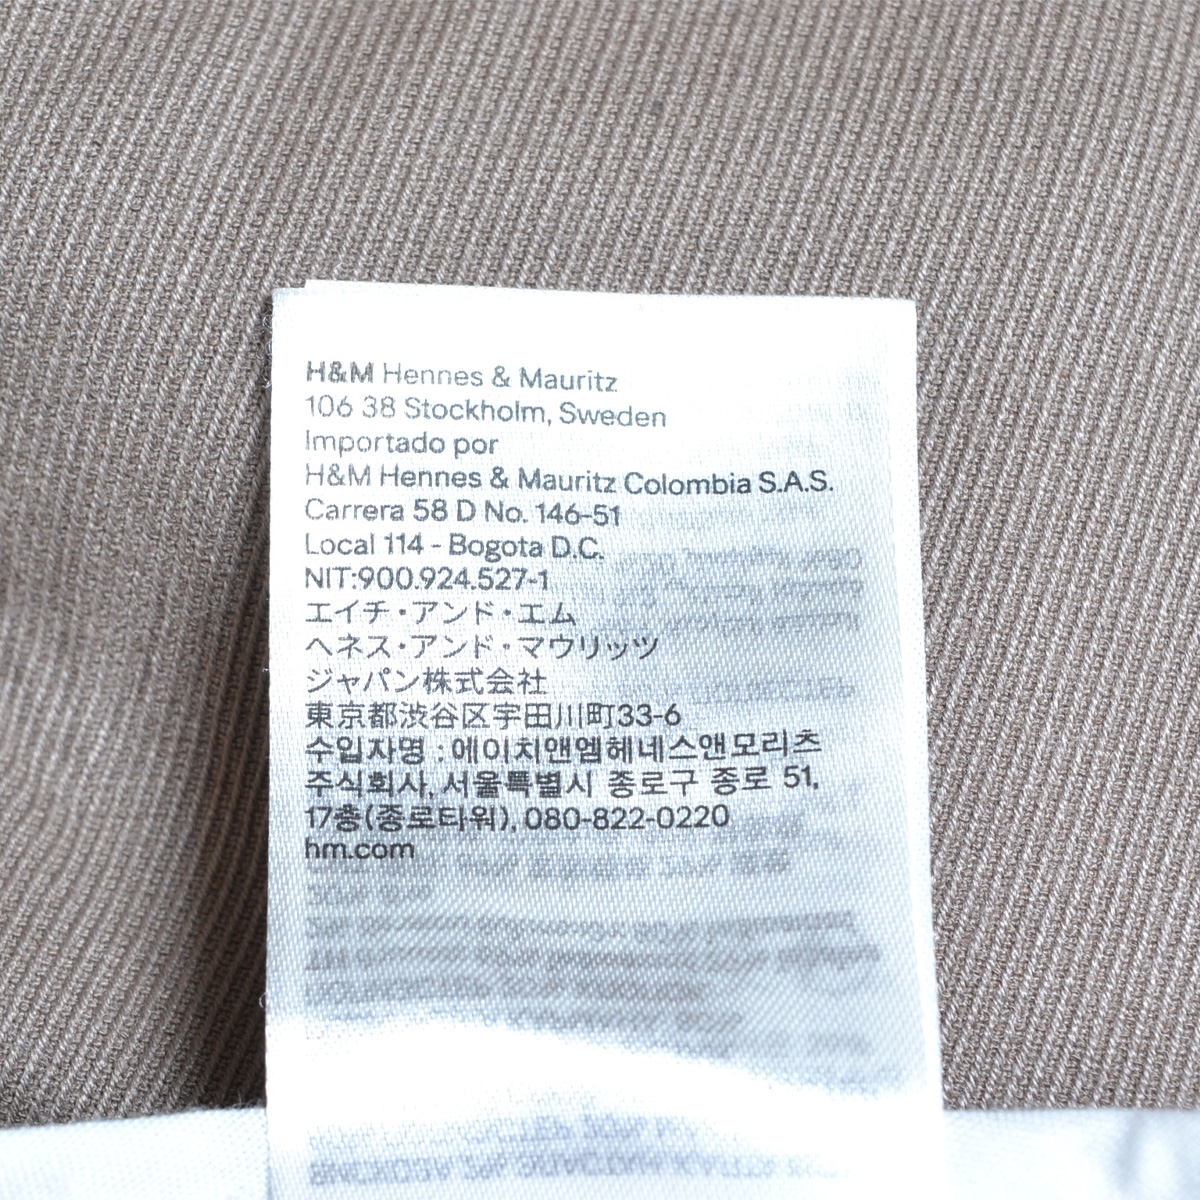 H&M Hennes & Mauritz
106 38 Stockholm, Sweden
Importado por
H&M Hennes & Mauritz Colombia S.A.S.
Carrera 58 D No. 146-51
Local 114 - Bogota D.C.
NIT:900.924.527-1
エイチ・アンド・エム
ヘネス・アンド・マウリッツ
ジャパン株式会社
東京都渋谷区宇田川町33-6
수입자명 : 에이치앤엠헤네스앤모리츠
주식회사, 서울특별시 종로구 종로 51,
17층(종로타워), 080-822-0220
hm.com